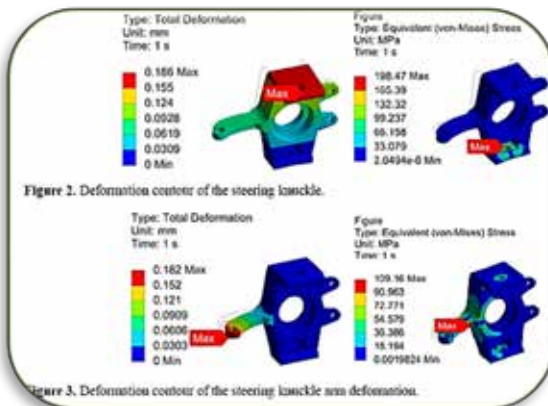 Type: Total Deformation
Unit: mm
Time: 1 s
0.186 Max
0.155
0.124
0.0928
0.0619
0.0309
0 Min
Max
Figure
Type: Equivalent (von-Mises) Stress
Unit: MPa
Time: 1 s
198.47 Max
165.39
132.32
99.237
66.158
33.079
2.0494e-6 Min
Max
Figure 2. Deformation contour of the steering knuckle.
Type: Total Deformation
Unit: mm
Time: 1 s
0.182 Max
0.152
0.121
0.0909
0.0606
0.0303
0 Min
Max
Figure
Type: Equivalent (von-Mises) Stress
Unit: MPa
Time: 1 s
109.16 Max
90.963
72.771
54.579
36.386
18.194
0.0019824 Min
Max
Figure 3. Deformation contour of the steering knuckle arm deformation.